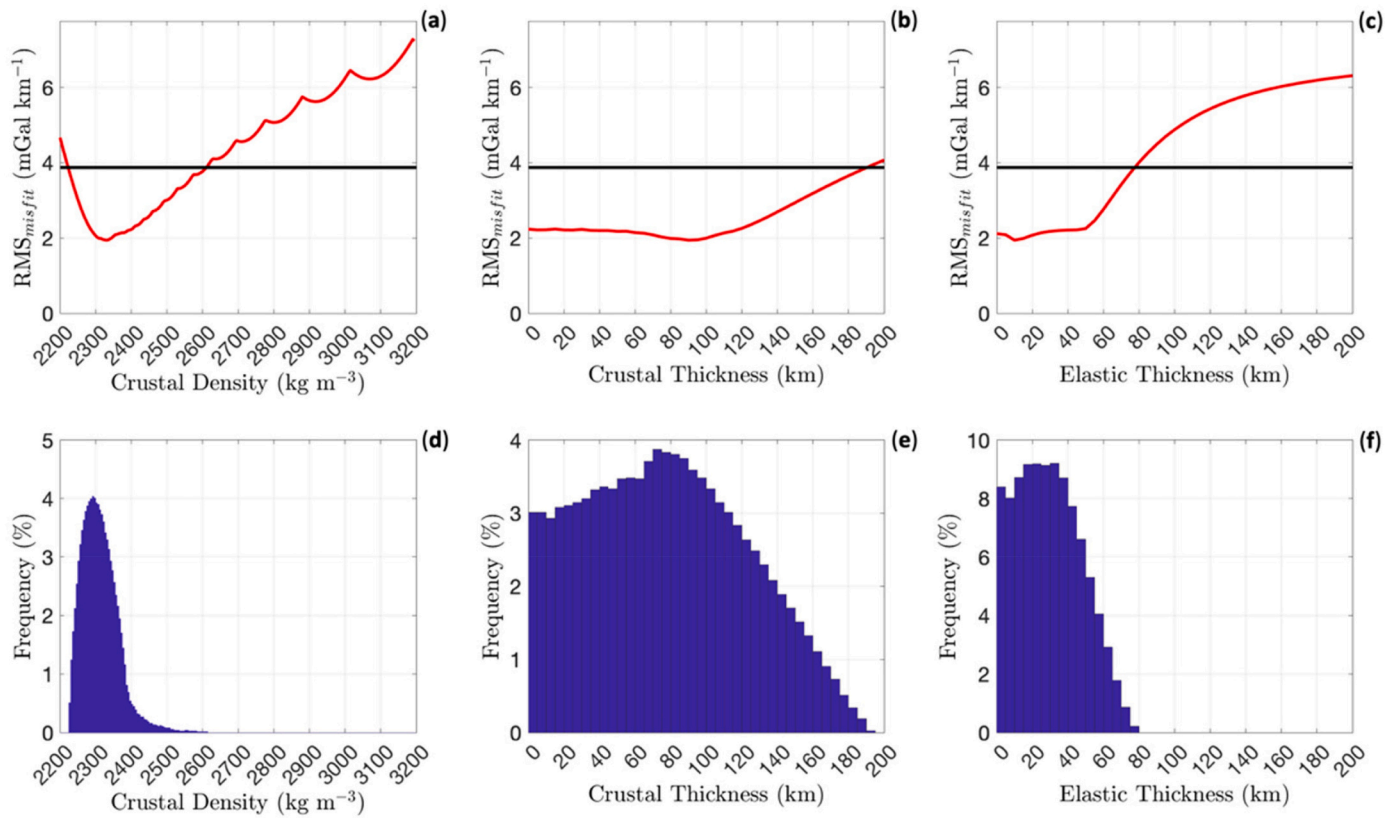 (a)
RMS_misfit (mGal km⁻¹)
6
4
2
0
2200 2300 2400 2500 2600 2700 2800 2900 3000 3100 3200
Crustal Density (kg m⁻³)
(b)
RMS_misfit (mGal km⁻¹)
6
4
2
0
0 20 40 60 80 100 120 140 160 180 200
Crustal Thickness (km)
(c)
RMS_misfit (mGal km⁻¹)
6
4
2
0
0 20 40 60 80 100 120 140 160 180 200
Elastic Thickness (km)
(d)
Frequency (%)
5
4
3
2
1
0
2200 2300 2400 2500 2600 2700 2800 2900 3000 3100 3200
Crustal Density (kg m⁻³)
(e)
Frequency (%)
4
3
2
1
0
0 20 40 60 80 100 120 140 160 180 200
Crustal Thickness (km)
(f)
Frequency (%)
10
8
6
4
2
0
0 20 40 60 80 100 120 140 160 180 200
Elastic Thickness (km)